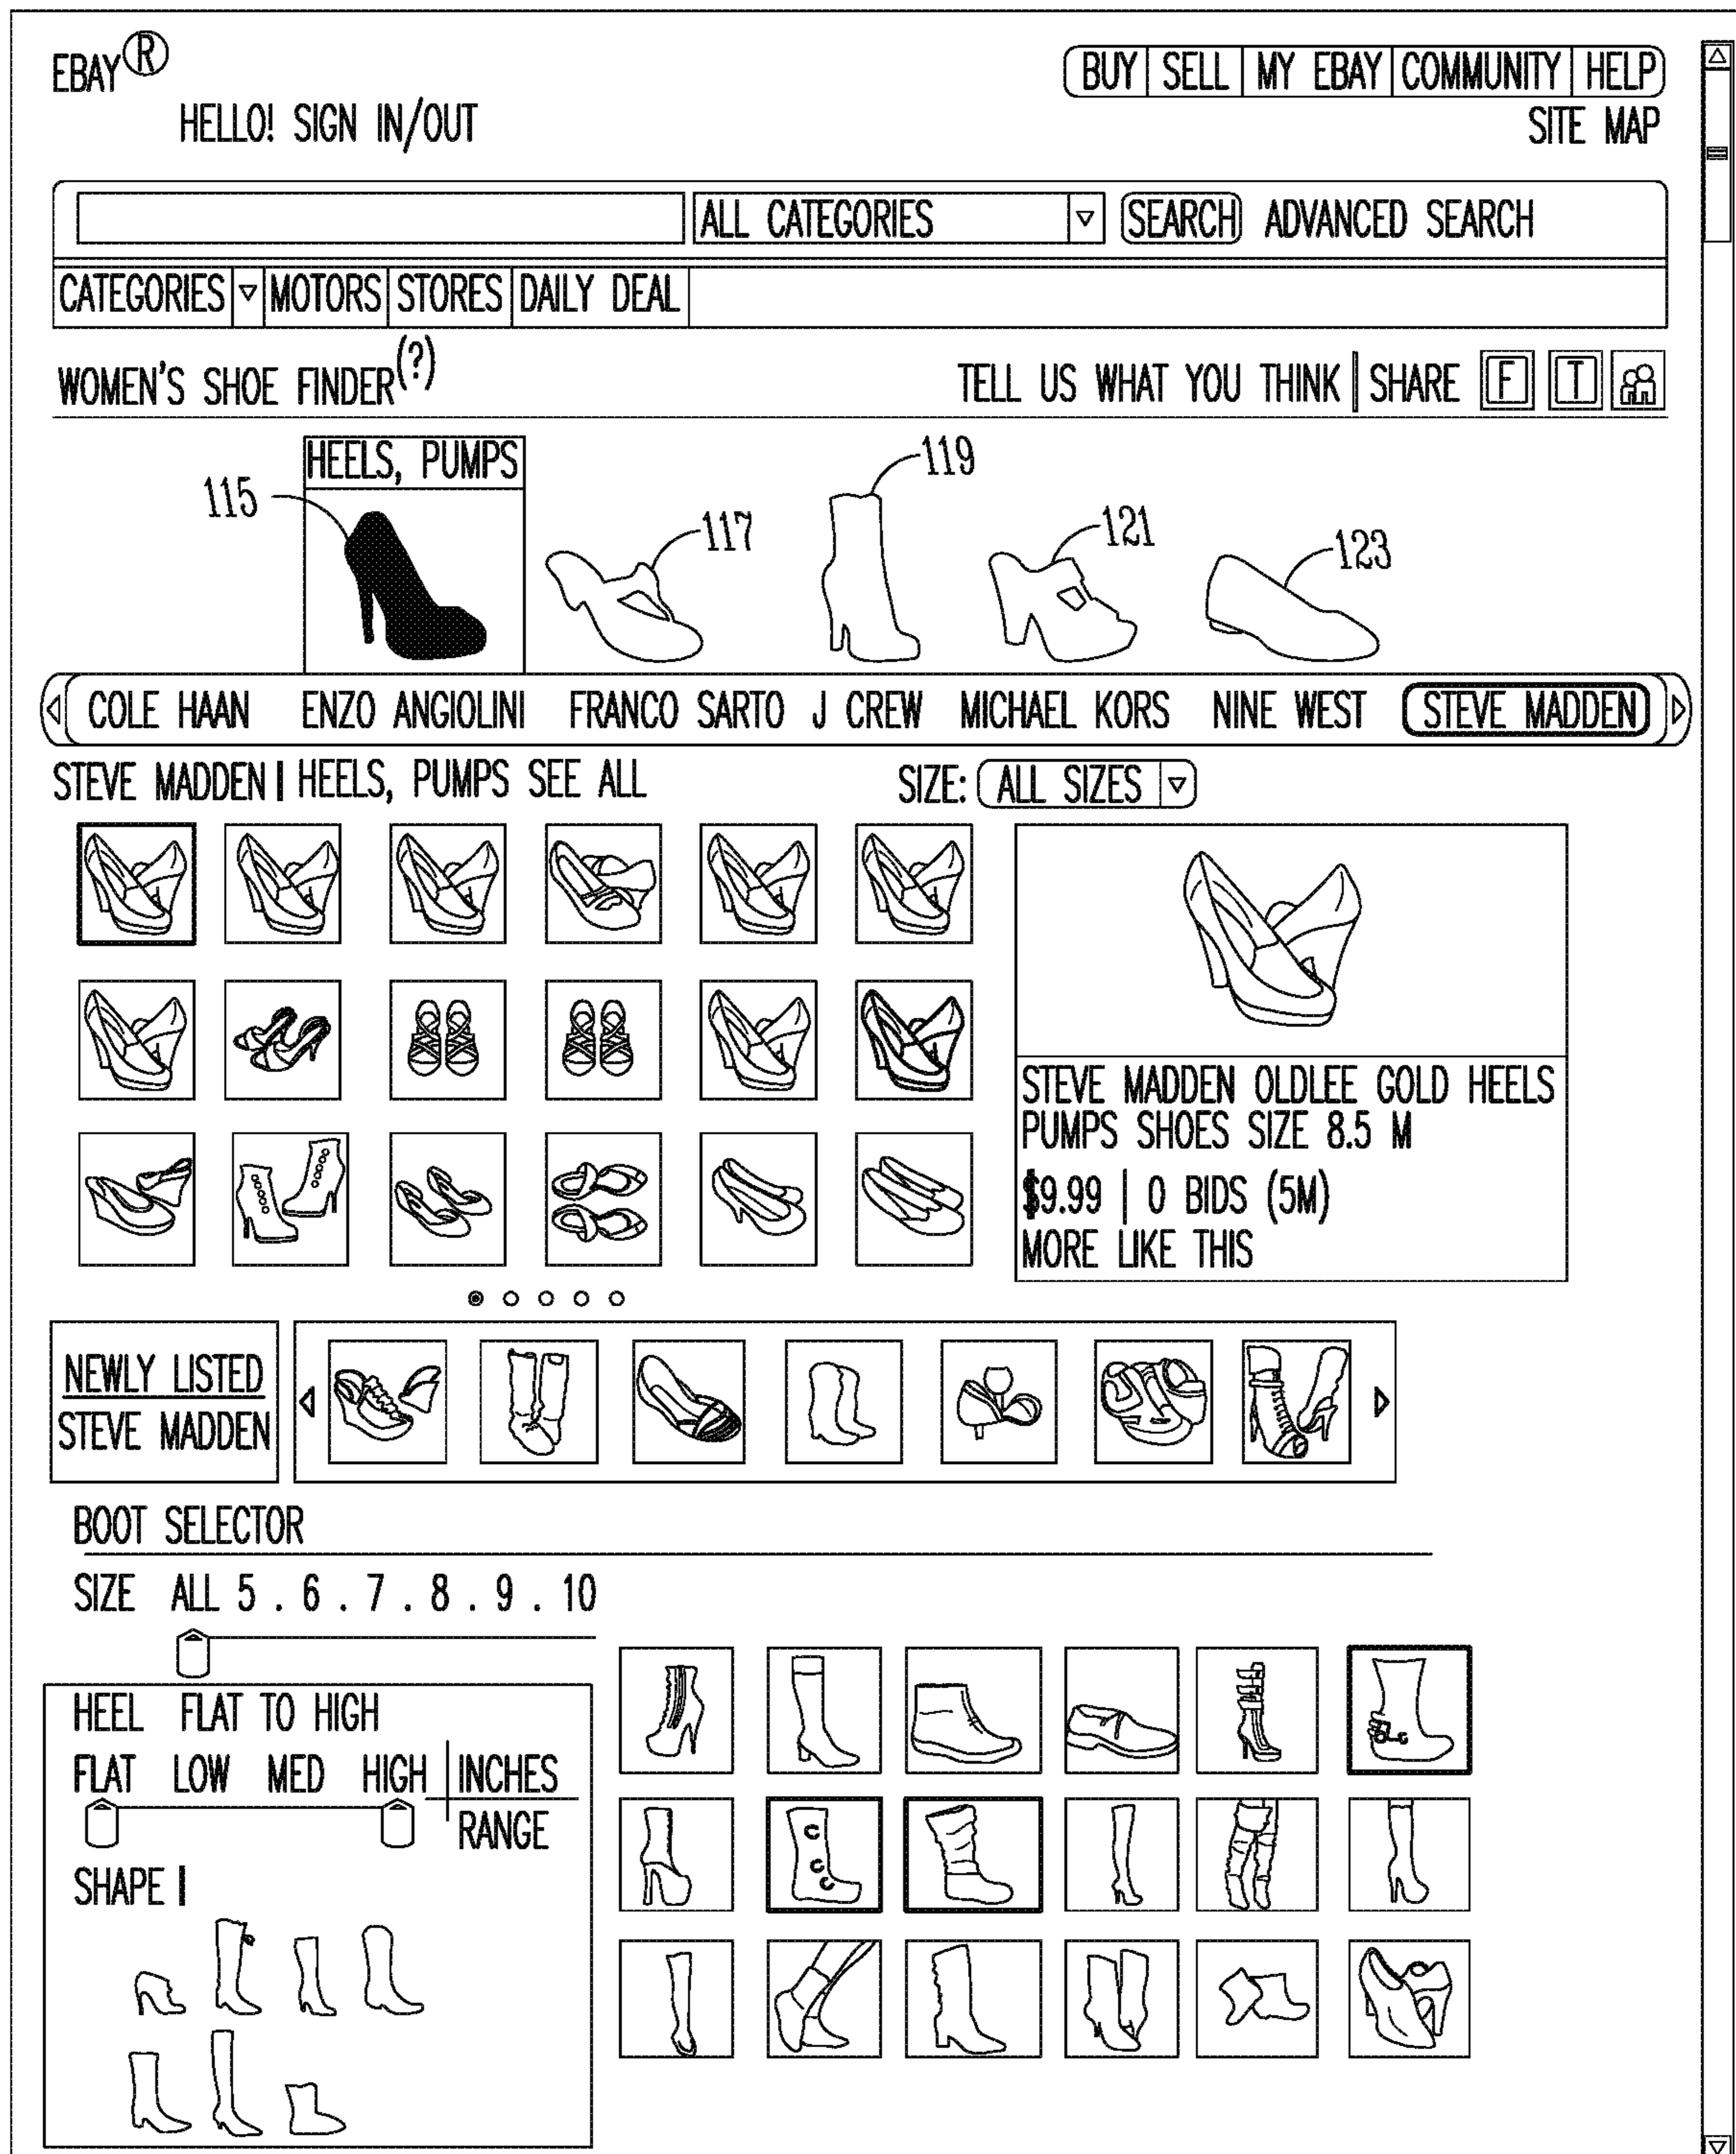 EBAY®
BUY SELL MY EBAY COMMUNITY HELP
HELLO! SIGN IN/OUT
SITE MAP
ALL CATEGORIES SEARCH ADVANCED SEARCH
CATEGORIES MOTORS STORES DAILY DEAL
WOMEN'S SHOE FINDER(?)
TELL US WHAT YOU THINK | SHARE F T
HEELS, PUMPS
115
117
119
121
123
COLE HAAN ENZO ANGIOLINI FRANCO SARTO J CREW MICHAEL KORS NINE WEST STEVE MADDEN
STEVE MADDEN | HEELS, PUMPS SEE ALL
SIZE: ALL SIZES
STEVE MADDEN OLDLEE GOLD HEELS
PUMPS SHOES SIZE 8.5 M
$9.99 | 0 BIDS (5M)
MORE LIKE THIS
NEWLY LISTED
STEVE MADDEN
BOOT SELECTOR
SIZE ALL 5 . 6 . 7 . 8 . 9 . 10
HEEL FLAT TO HIGH
FLAT LOW MED HIGH INCHES
RANGE
SHAPE |